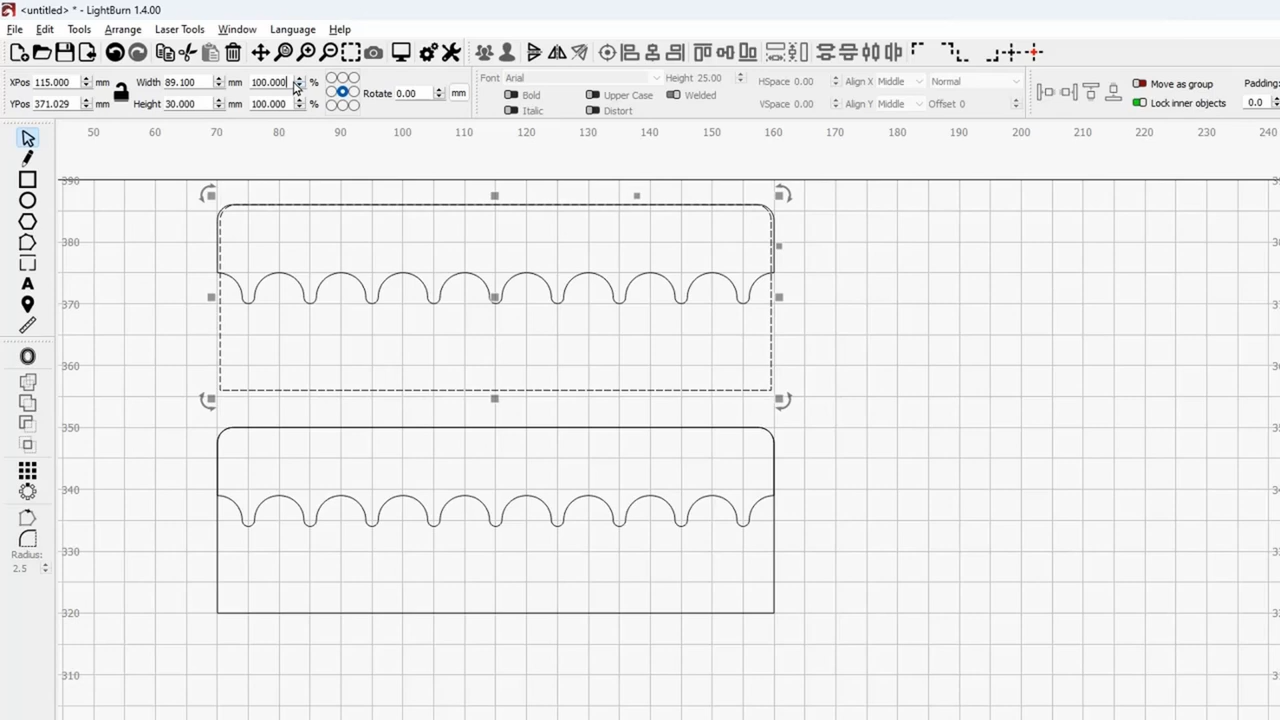 <untitled> * - LightBurn 1.4.00
File Edit Tools Arrange Laser Tools Window Language Help
XPos 115.000 mm Width 89.100 mm 100.000 % Rotate 0.00 mm Font Arial Height 25.00 HSpace 0.00 Align X Middle Normal Move as group Padding:
YPos 371.029 mm Height 30.000 mm 100.000 % Bold Upper Case Welded VSpace 0.00 Align Y Middle Offset 0 Lock inner objects 0.0
Italic Distort
50 60 70 80 90 100 110 120 130 140 150 160 170 180 190 200 210 220 230 240
390
380
370
360
350
340
330
320
310
A
Radius:
2.5